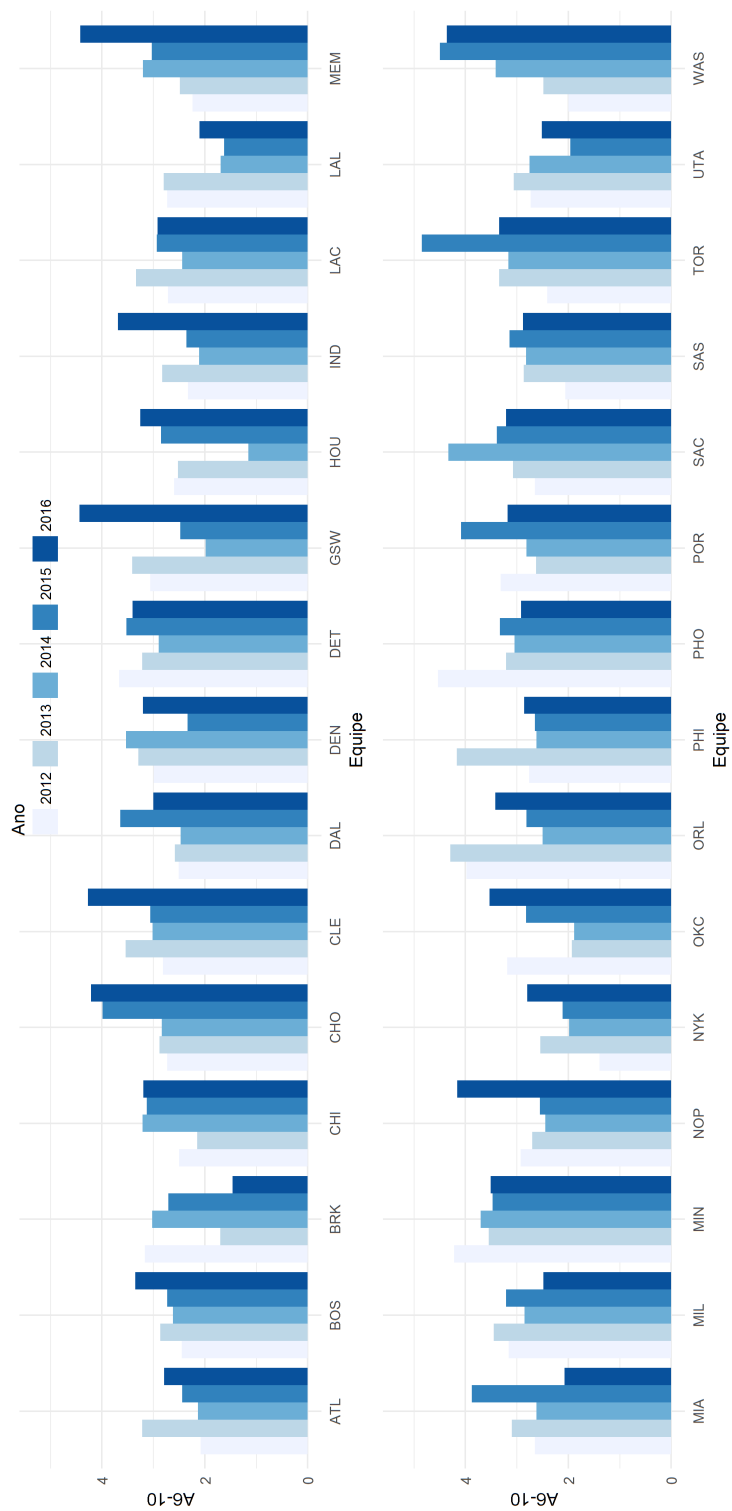 Ano
2012 2013 2014 2015 2016
A6-10
4
2
0
ATL BOS BRK CHI CHO CLE DAL DEN DET GSW HOU IND LAC LAL MEM
Equipe
A6-10
4
2
0
MIA MIL MIN NOP NYK OKC ORL PHI PHO POR SAC SAS TOR UTA WAS
Equipe